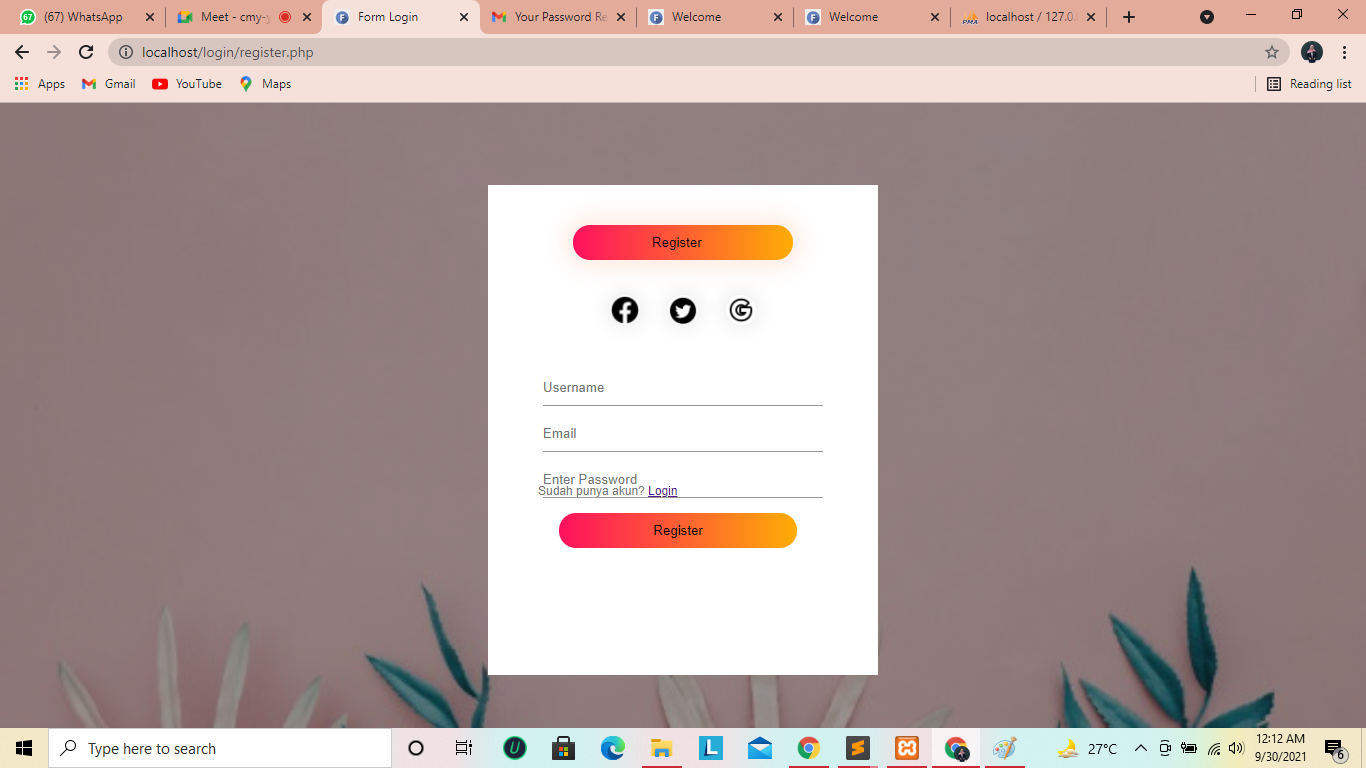 (67) WhatsApp
Meet - cmy-y
Form Login
Your Password Re
Welcome
Welcome
localhost / 127.0.
localhost/login/register.php
Apps
Gmail
YouTube
Maps
Reading list
Register
Username
Email
Enter Password
Sudah punya akun? Login
Register
Type here to search
27°C
12:12 AM
9/30/2021
6